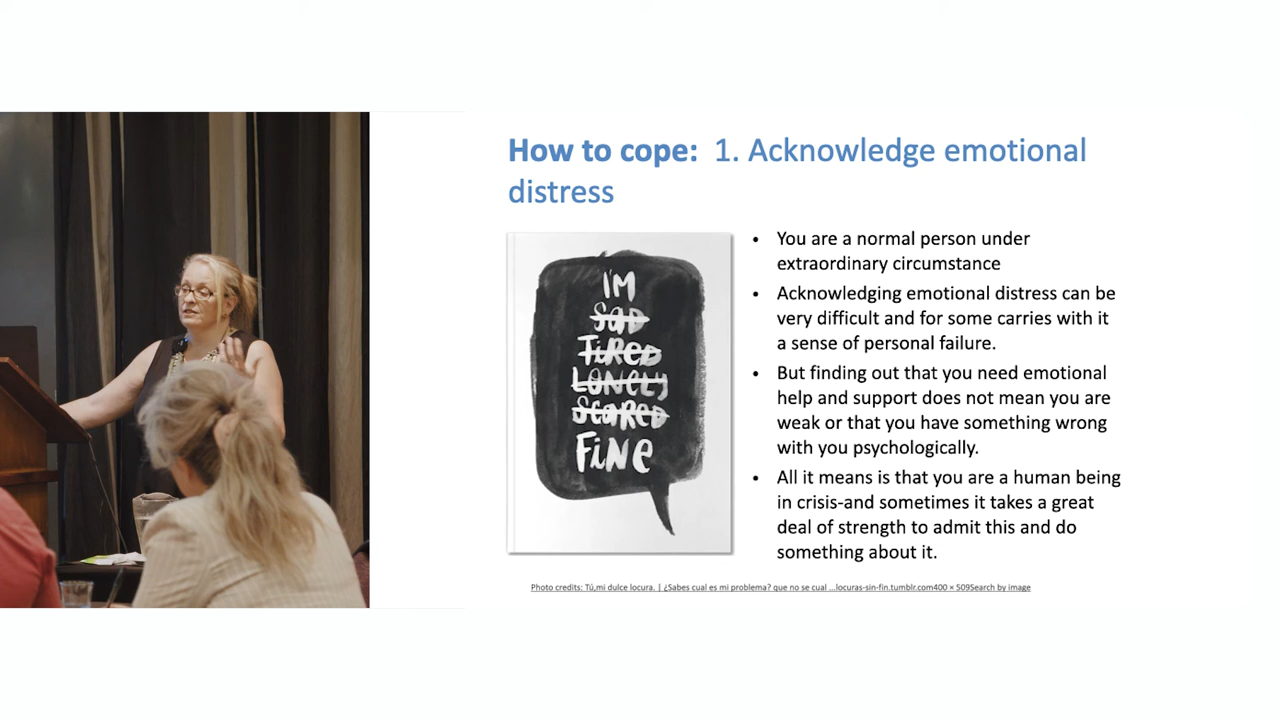 How to cope: 1. Acknowledge emotional
distress
I'M
SAD
TiRED
LONELY
SCARED
FiNE
• You are a normal person under
extraordinary circumstance
• Acknowledging emotional distress can be
very difficult and for some carries with it
a sense of personal failure.
• But finding out that you need emotional
help and support does not mean you are
weak or that you have something wrong
with you psychologically.
• All it means is that you are a human being
in crisis-and sometimes it takes a great
deal of strength to admit this and do
something about it.
Photo credits: Tú,mi dulce locura. | ¿Sabes cual es mi problema? que no se cual ...locuras-sin-fin.tumblr.com400 × 509Search by image